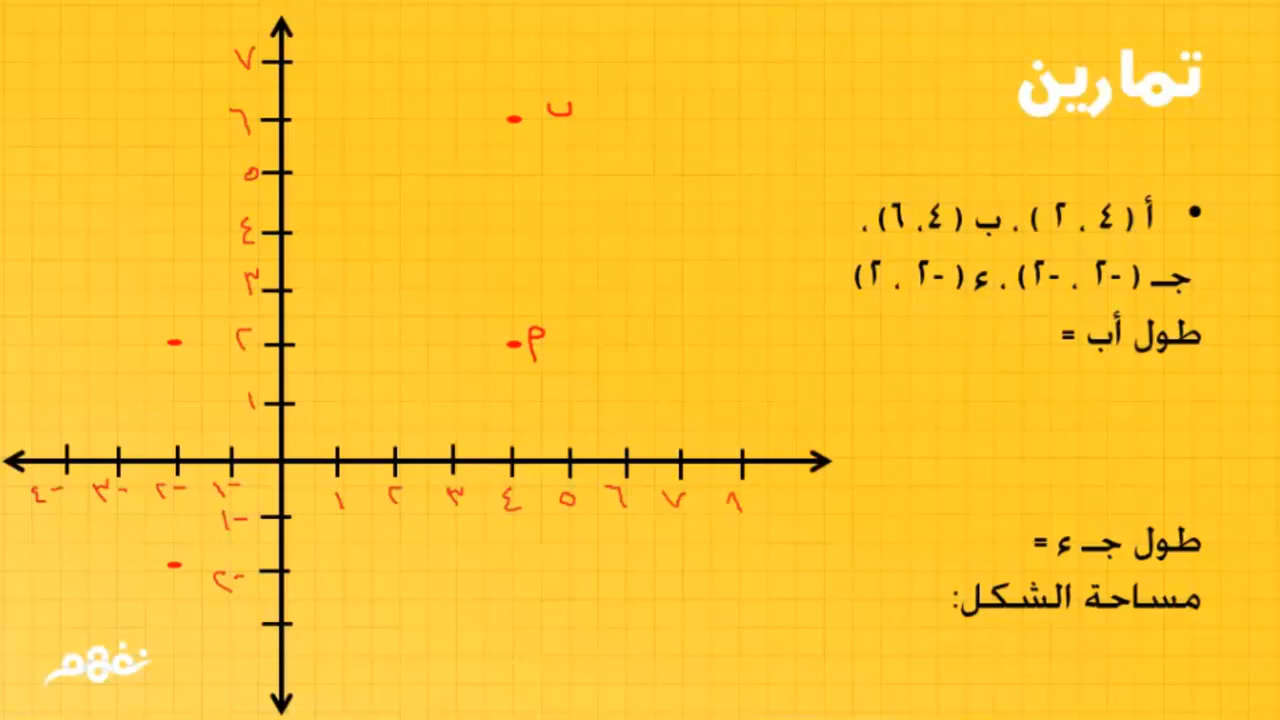 تمارين
• أ ( ٤ ، ٢ ) ، ب ( ٤، ٦) ،
جـ ( -٢ ، -٢) ، ء ( -٢ ، ٢)
طول أب =
طول جـ ء =
مساحة الشكل:
٧
٦
٥
٤
٣
٢
١
-٤ -٣ -٢ -١ ١ ٢ ٣ ٤ ٥ ٦ ٧ ٨
-١
-٢
ب
م
نفهم